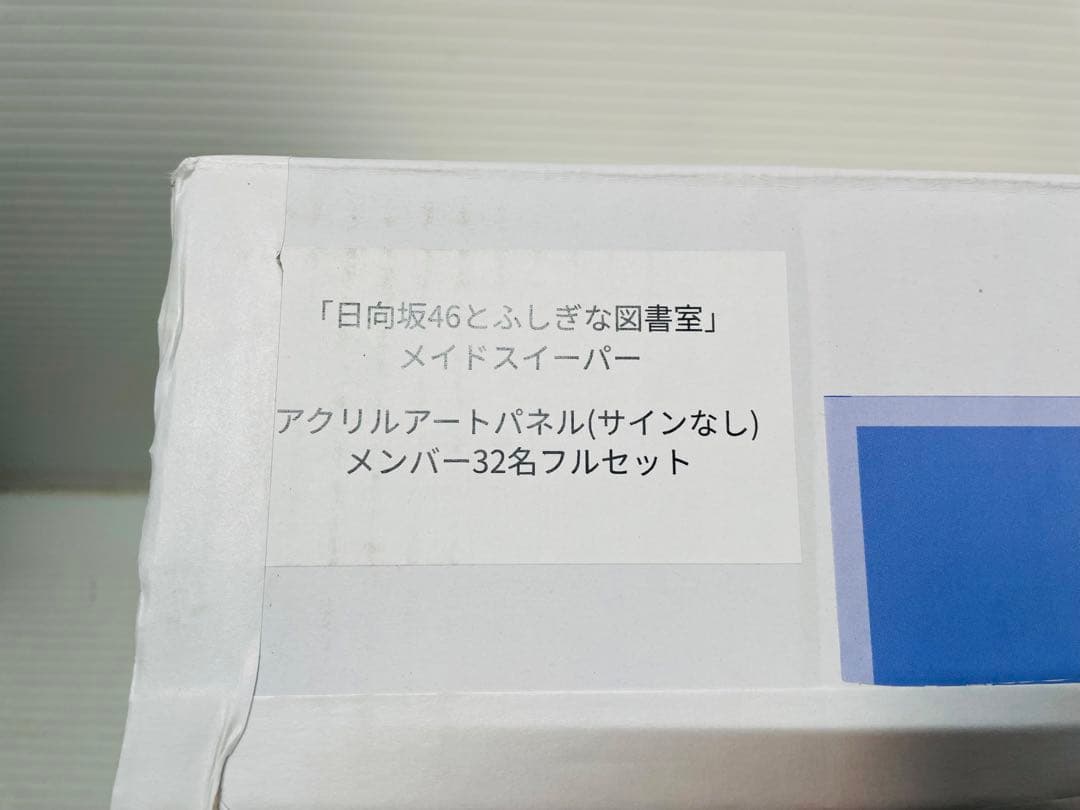 「日向坂46とふしぎな図書室」
メイドスイーパー
アクリルアートパネル(サインなし)
メンバー32名フルセット